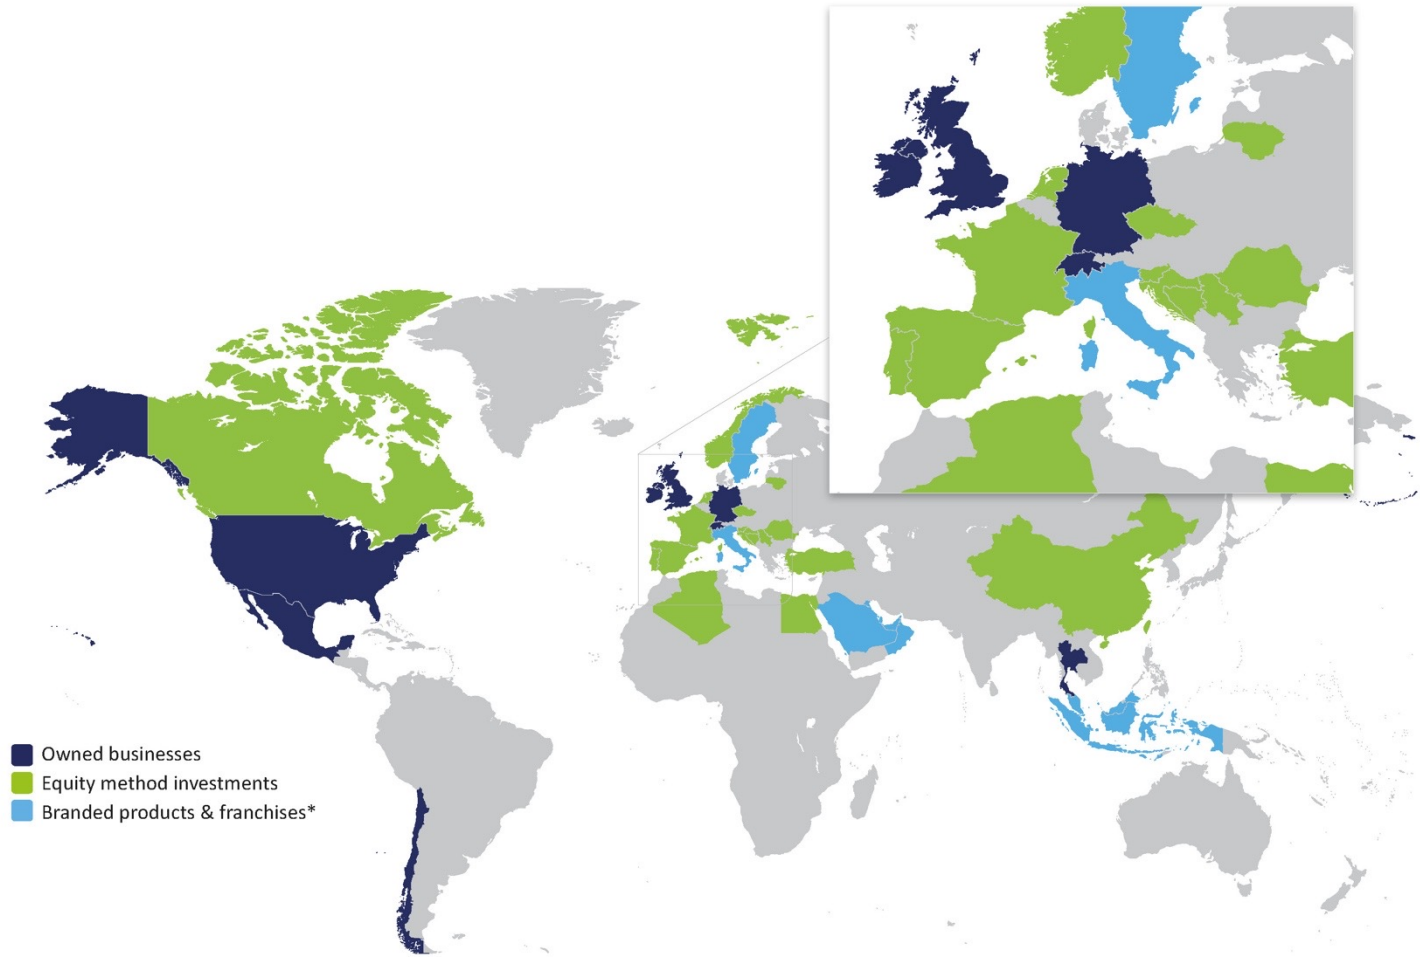 Owned businesses
Equity method investments
Branded products & franchises*